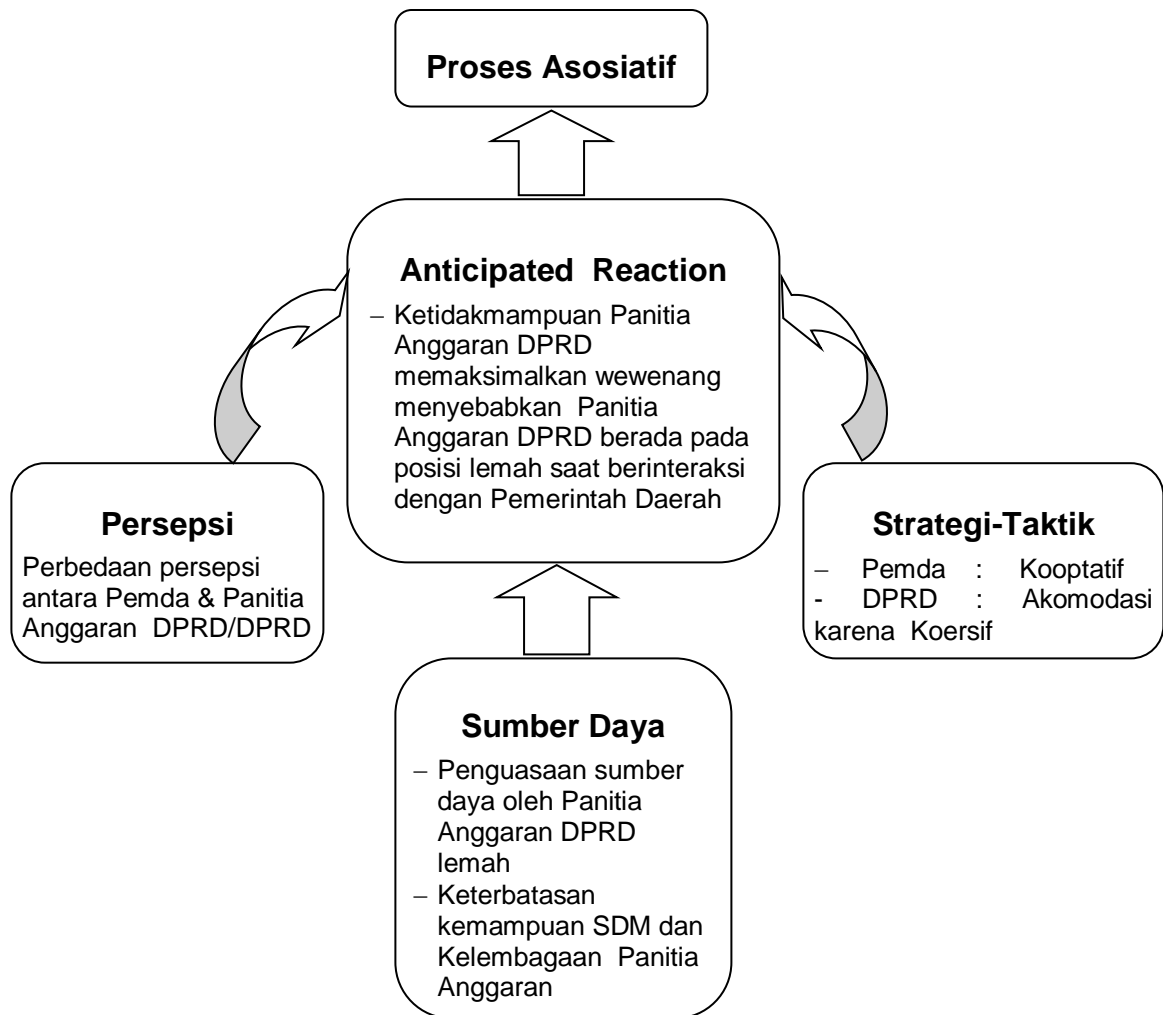 Proses Asosiatif
Anticipated Reaction
– Ketidakmampuan Panitia
Anggaran DPRD
memaksimalkan wewenang
menyebabkan Panitia
Anggaran DPRD berada pada
posisi lemah saat berinteraksi
dengan Pemerintah Daerah
Persepsi
Perbedaan persepsi
antara Pemda & Panitia
Anggaran DPRD/DPRD
Strategi-Taktik
– Pemda : Kooptatif
- DPRD : Akomodasi
karena Koersif
Sumber Daya
– Penguasaan sumber
daya oleh Panitia
Anggaran DPRD
lemah
– Keterbatasan
kemampuan SDM dan
Kelembagaan Panitia
Anggaran